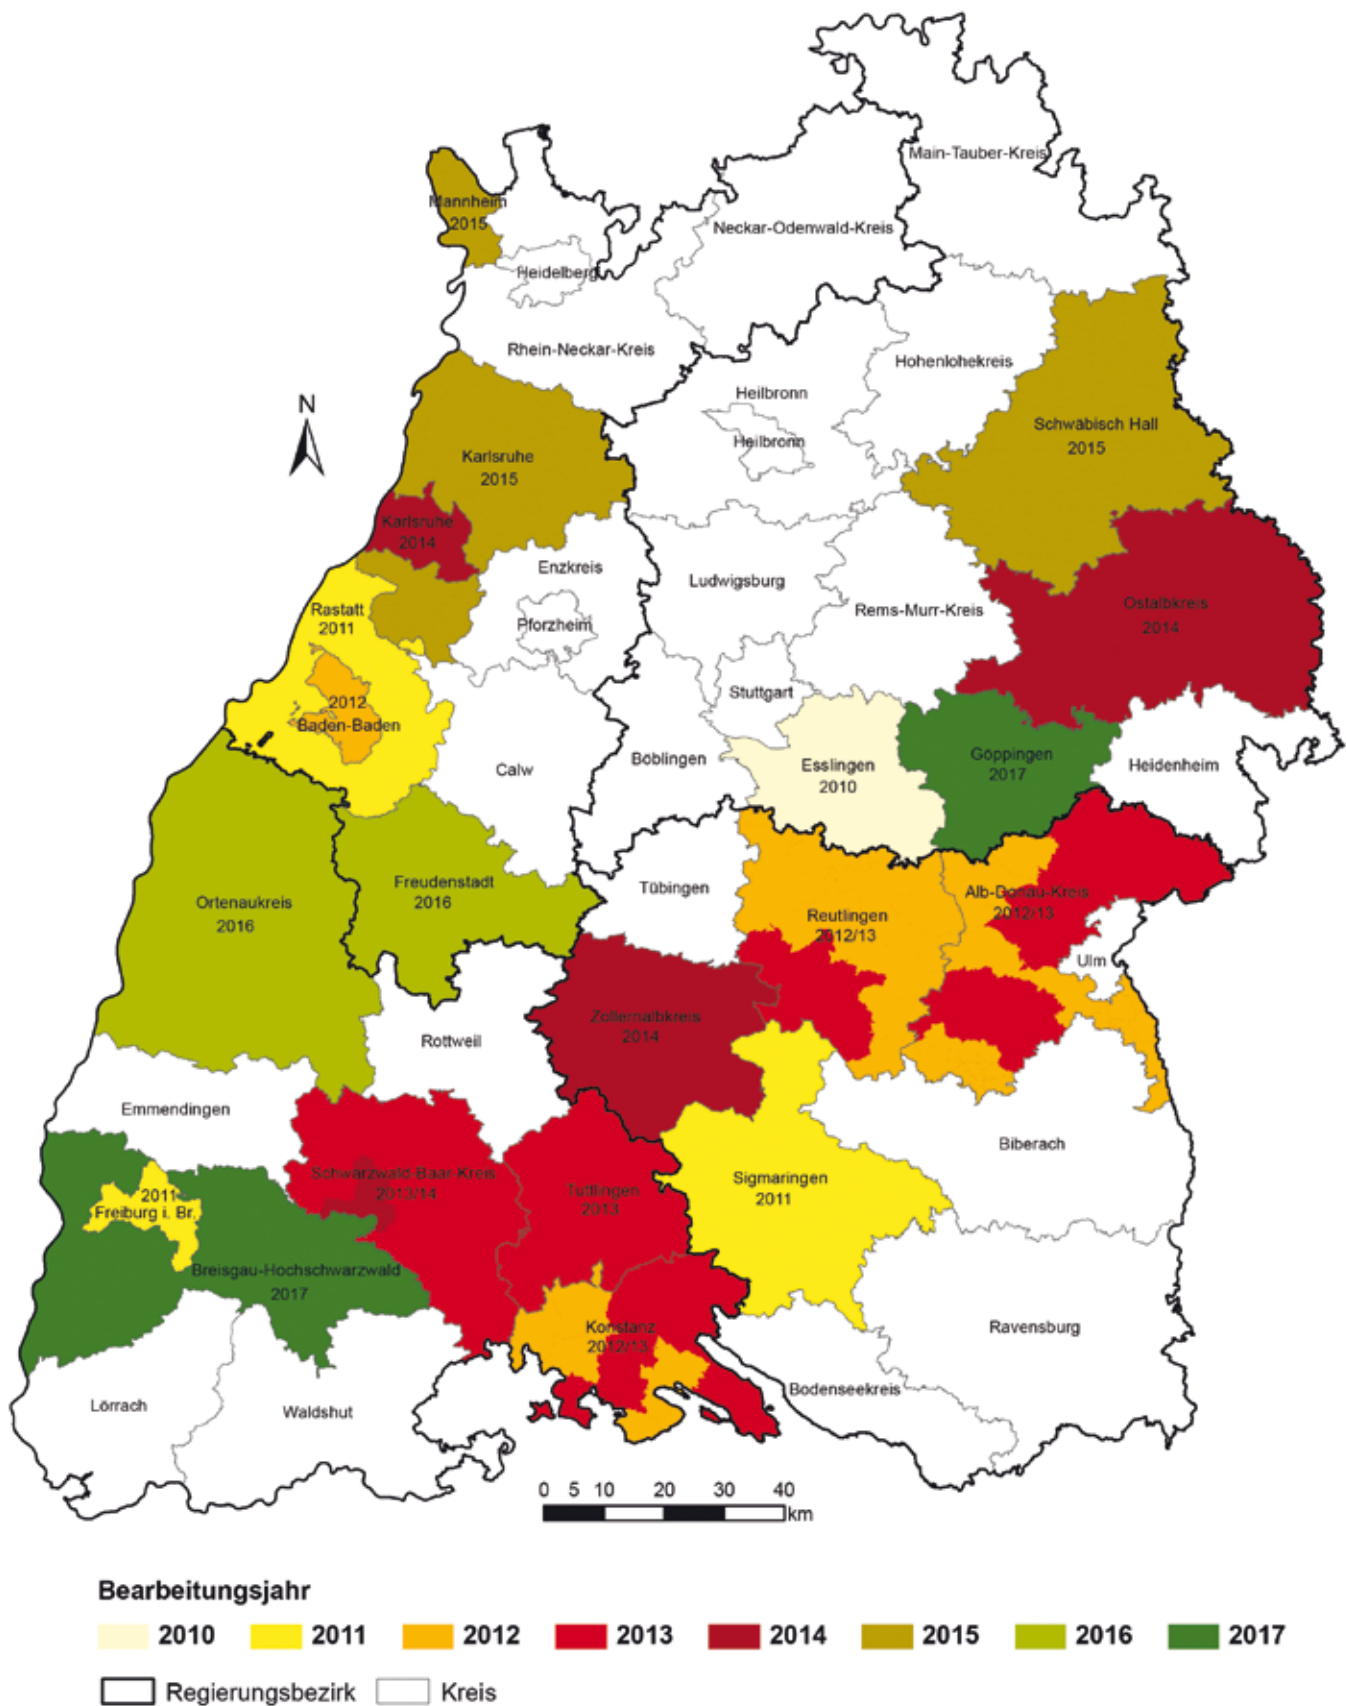 Main-Tauber-Kreis
Mannheim
2015
Neckar-Odenwald-Kreis
Heidelberg
Rhein-Neckar-Kreis
Hohenlohekreis
Heilbronn
N
Schwäbisch Hall
2015
Heilbronn
Karlsruhe
2015
Karlsruhe
2014
Enzkreis
Ludwigsburg
Rastatt
2011
Rems-Murr-Kreis
Ostalbkreis
2014
Pforzheim
Stuttgart
2012
Baden-Baden
Böblingen
Esslingen
2010
Göppingen
2017
Heidenheim
Calw
Freudenstadt
2016
Tübingen
Alb-Donau-Kreis
2012/13
Ortenaukreis
2016
Reutlingen
2012/13
Ulm
Zollernalbkreis
2014
Rottweil
Emmendingen
Biberach
Schwarzwald-Baar-Kreis
2013/14
Tuttlingen
2013
Sigmaringen
2011
2011
Freiburg i. Br.
Breisgau-Hochschwarzwald
2017
Konstanz
2012/13
Ravensburg
Bodenseekreis
Lörrach
Waldshut
0 5 10 20 30 40
km
Bearbeitungsjahr
2010 2011 2012 2013 2014 2015 2016 2017
Regierungsbezirk Kreis